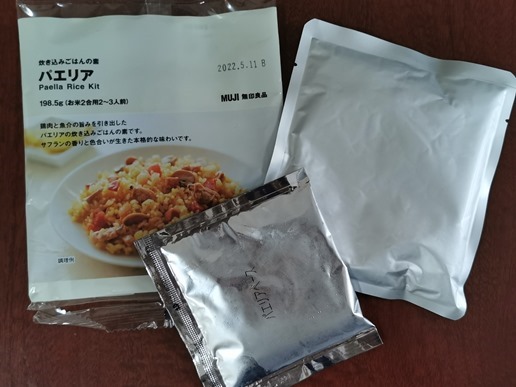 炊き込みごはんの素
パエリア
Paella Rice Kit
198.5g(お米2合用2〜3人前)
2022.5.11 B
MUJI 無印良品
鶏肉と魚介の旨みを引き出した
パエリアの炊き込みごはんの素です。
サフランの香りと色合いが生きた本格的な味わいです。
調理例